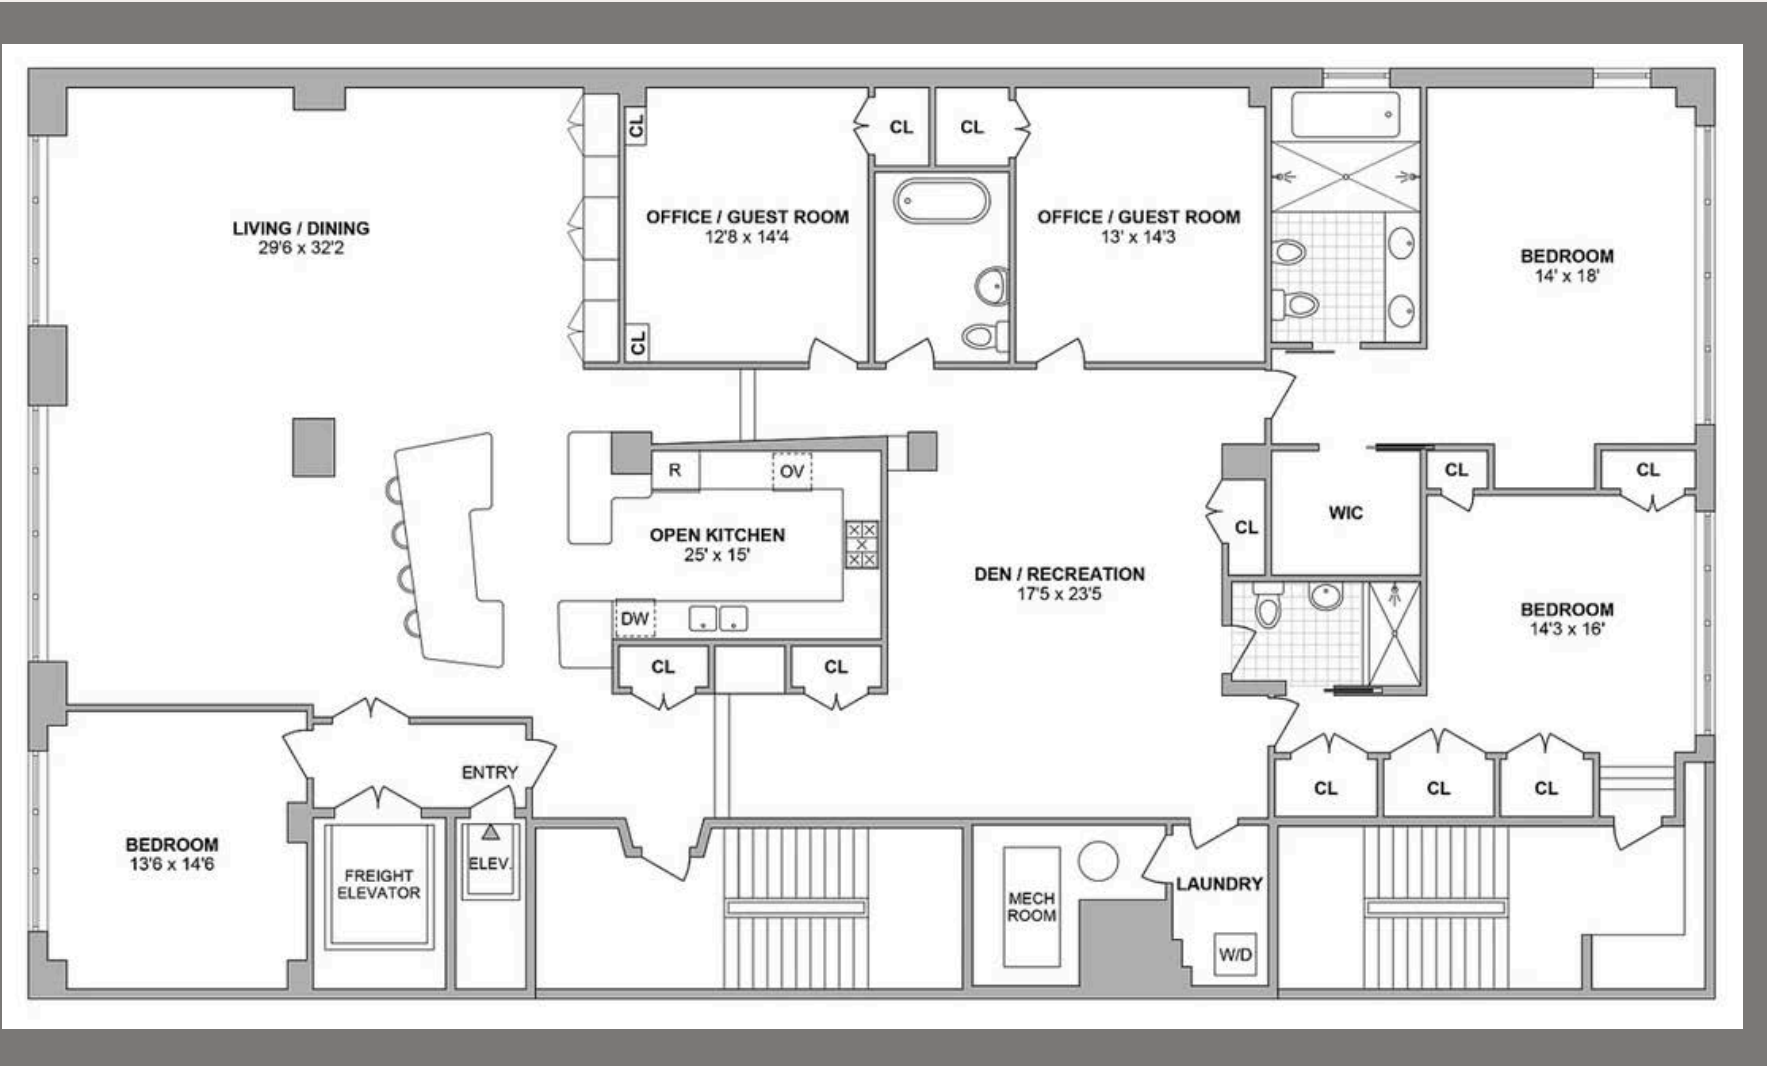 CL
CL
CL
LIVING / DINING
29'6 x 32'2
OFFICE / GUEST ROOM
12'8 x 14'4
OFFICE / GUEST ROOM
13' x 14'3
BEDROOM
14' x 18'
CL
R
OV
CL
CL
OPEN KITCHEN
25' x 15'
WIC
CL
DEN / RECREATION
17'5 x 23'5
BEDROOM
14'3 x 16'
DW
CL
CL
ENTRY
CL
CL
CL
BEDROOM
13'6 x 14'6
FREIGHT
ELEVATOR
ELEV.
MECH
ROOM
LAUNDRY
W/D